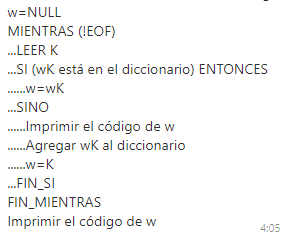 w=NULL
MIENTRAS (!EOF)
...LEER K
...SI (wK está en el diccionario) ENTONCES
......w=wK
...SINO
......Imprimir el código de w
......Agregar wK al diccionario
......w=K
...FIN_SI
FIN_MIENTRAS
Imprimir el código de w
4:05